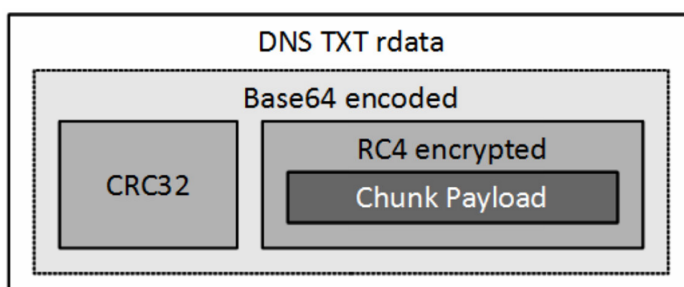 DNS TXT rdata
Base64 encoded
CRC32
RC4 encrypted
Chunk Payload